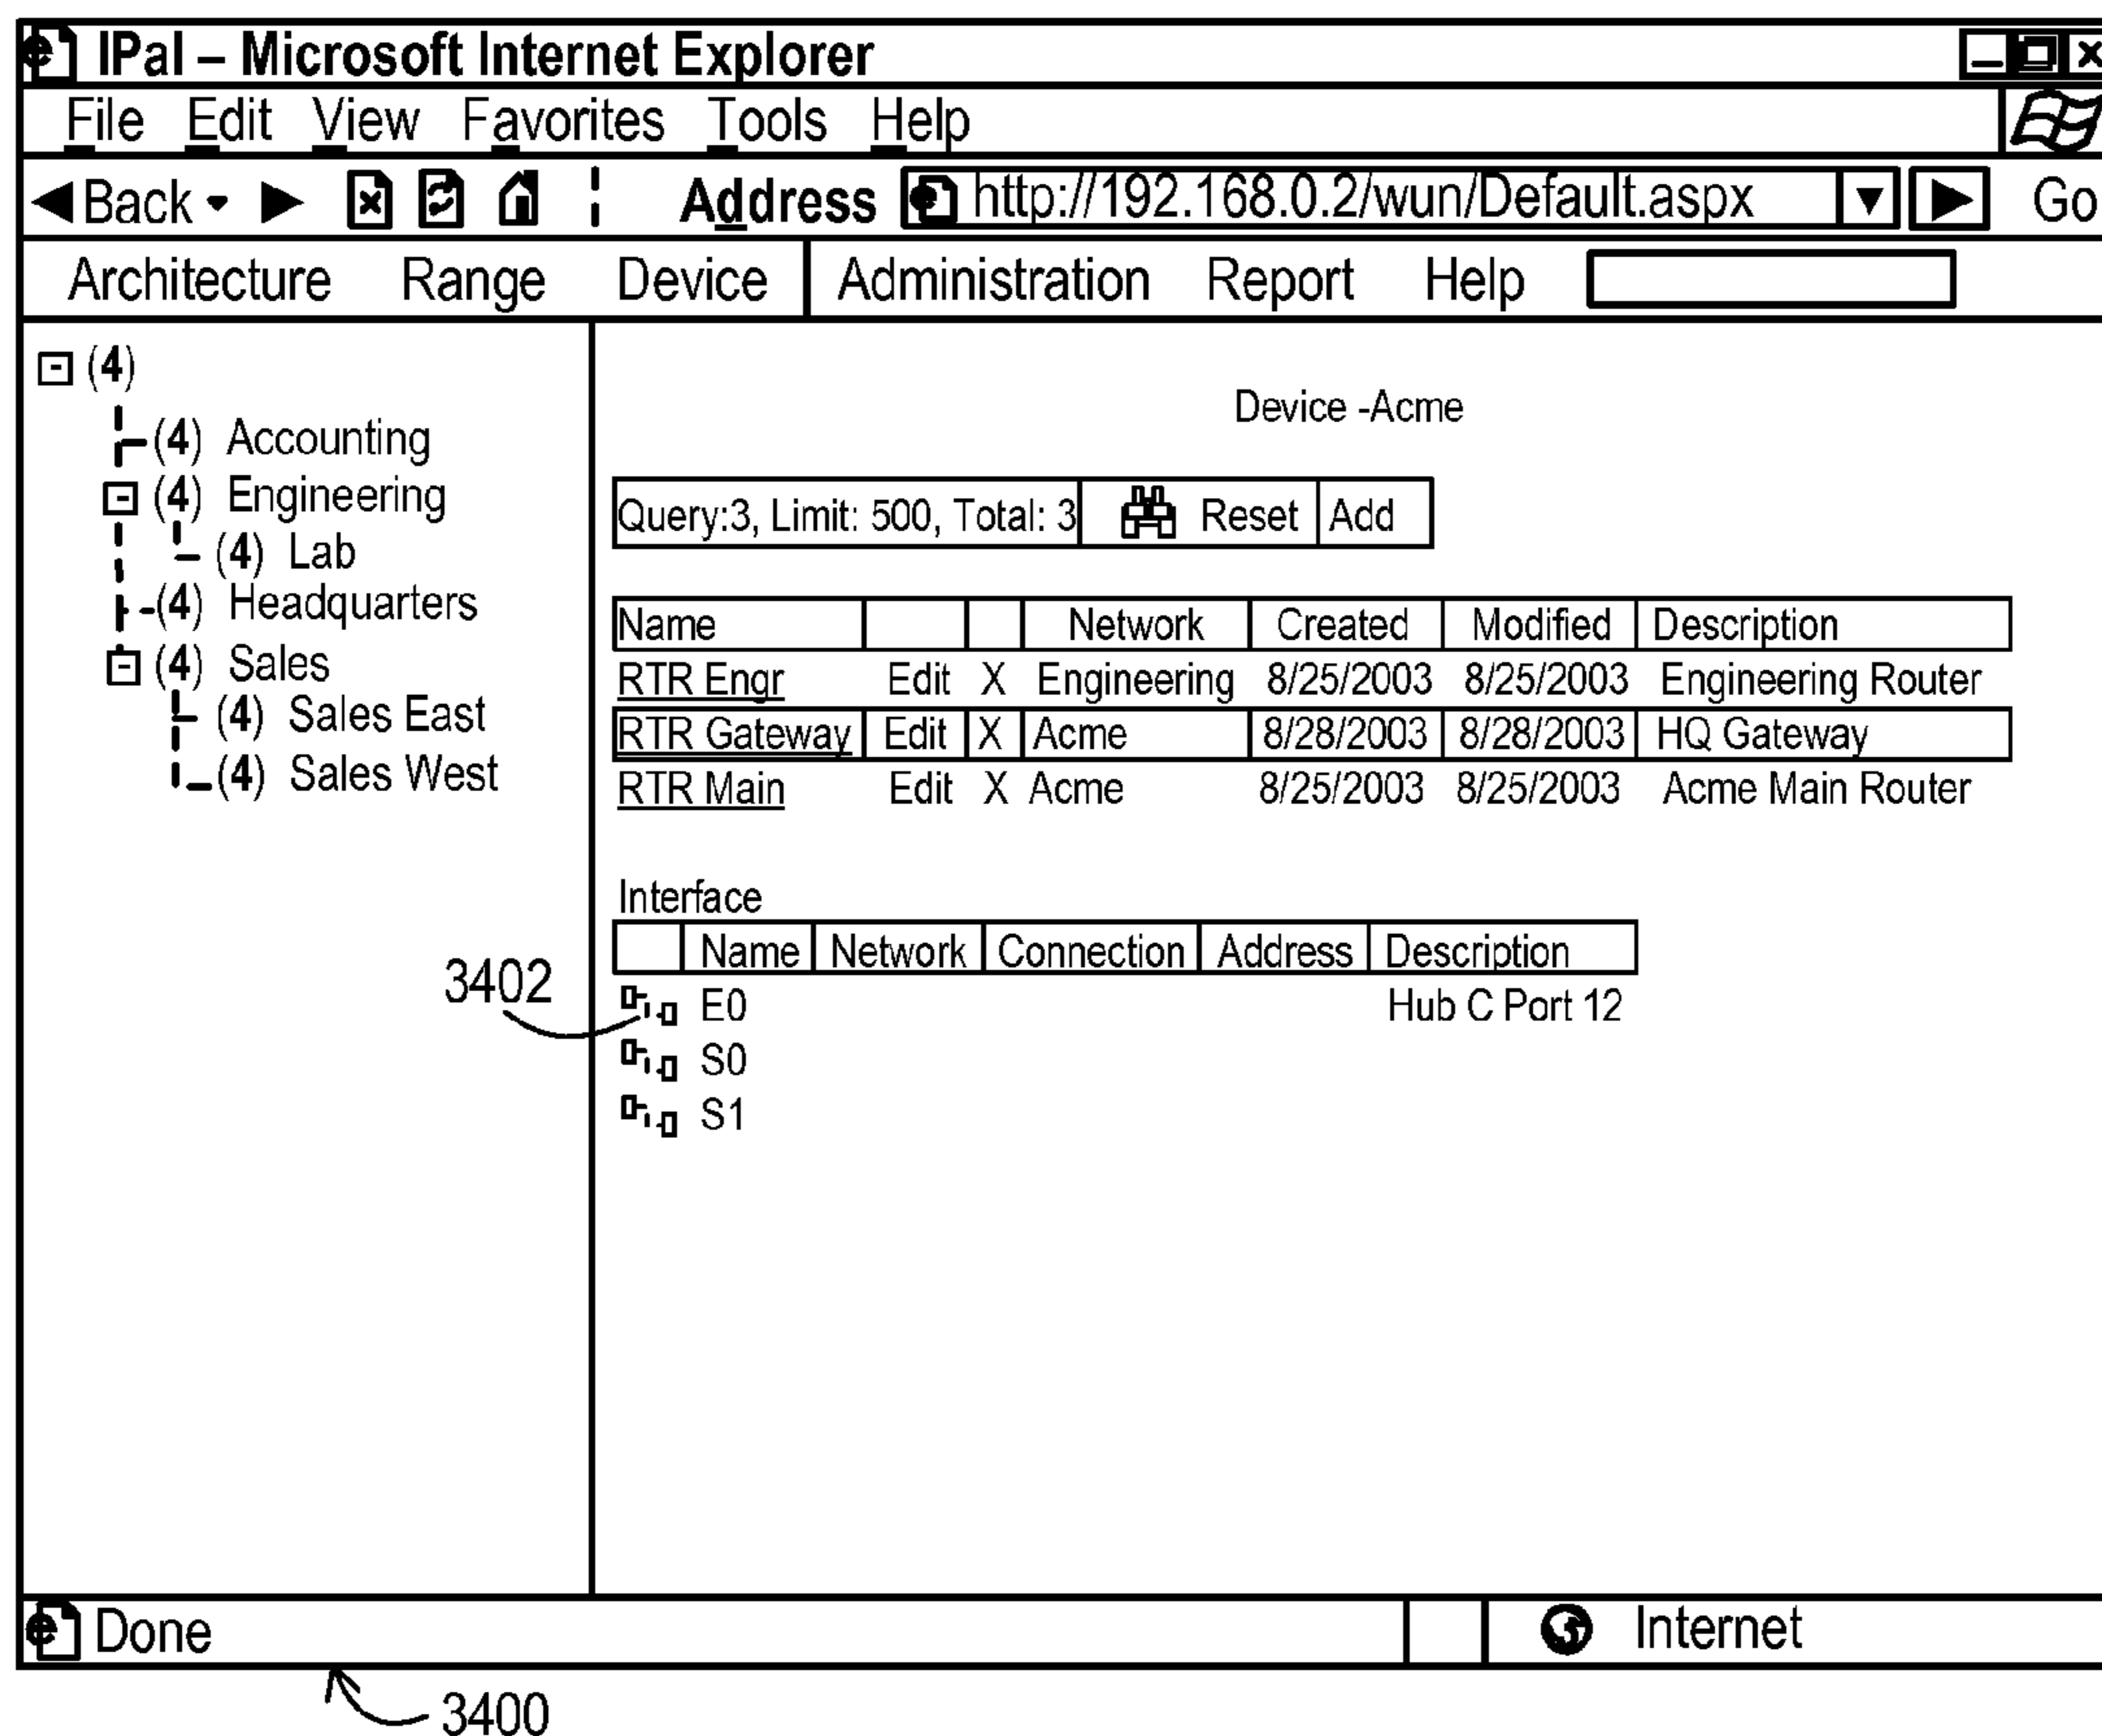 IPal – Microsoft Internet Explorer
File Edit View Favorites Tools Help
Back Address http://192.168.0.2/wun/Default.aspx Go
Architecture Range Device Administration Report Help
(4)
(4) Accounting
(4) Engineering
(4) Lab
(4) Headquarters
(4) Sales
(4) Sales East
(4) Sales West
Device -Acme
Query:3, Limit: 500, Total: 3 Reset Add
Name Network Created Modified Description
RTR Engr Edit X Engineering 8/25/2003 8/25/2003 Engineering Router
RTR Gateway Edit X Acme 8/28/2003 8/28/2003 HQ Gateway
RTR Main Edit X Acme 8/25/2003 8/25/2003 Acme Main Router
Interface
Name Network Connection Address Description
3402
E0 Hub C Port 12
S0
S1
Done Internet
3400